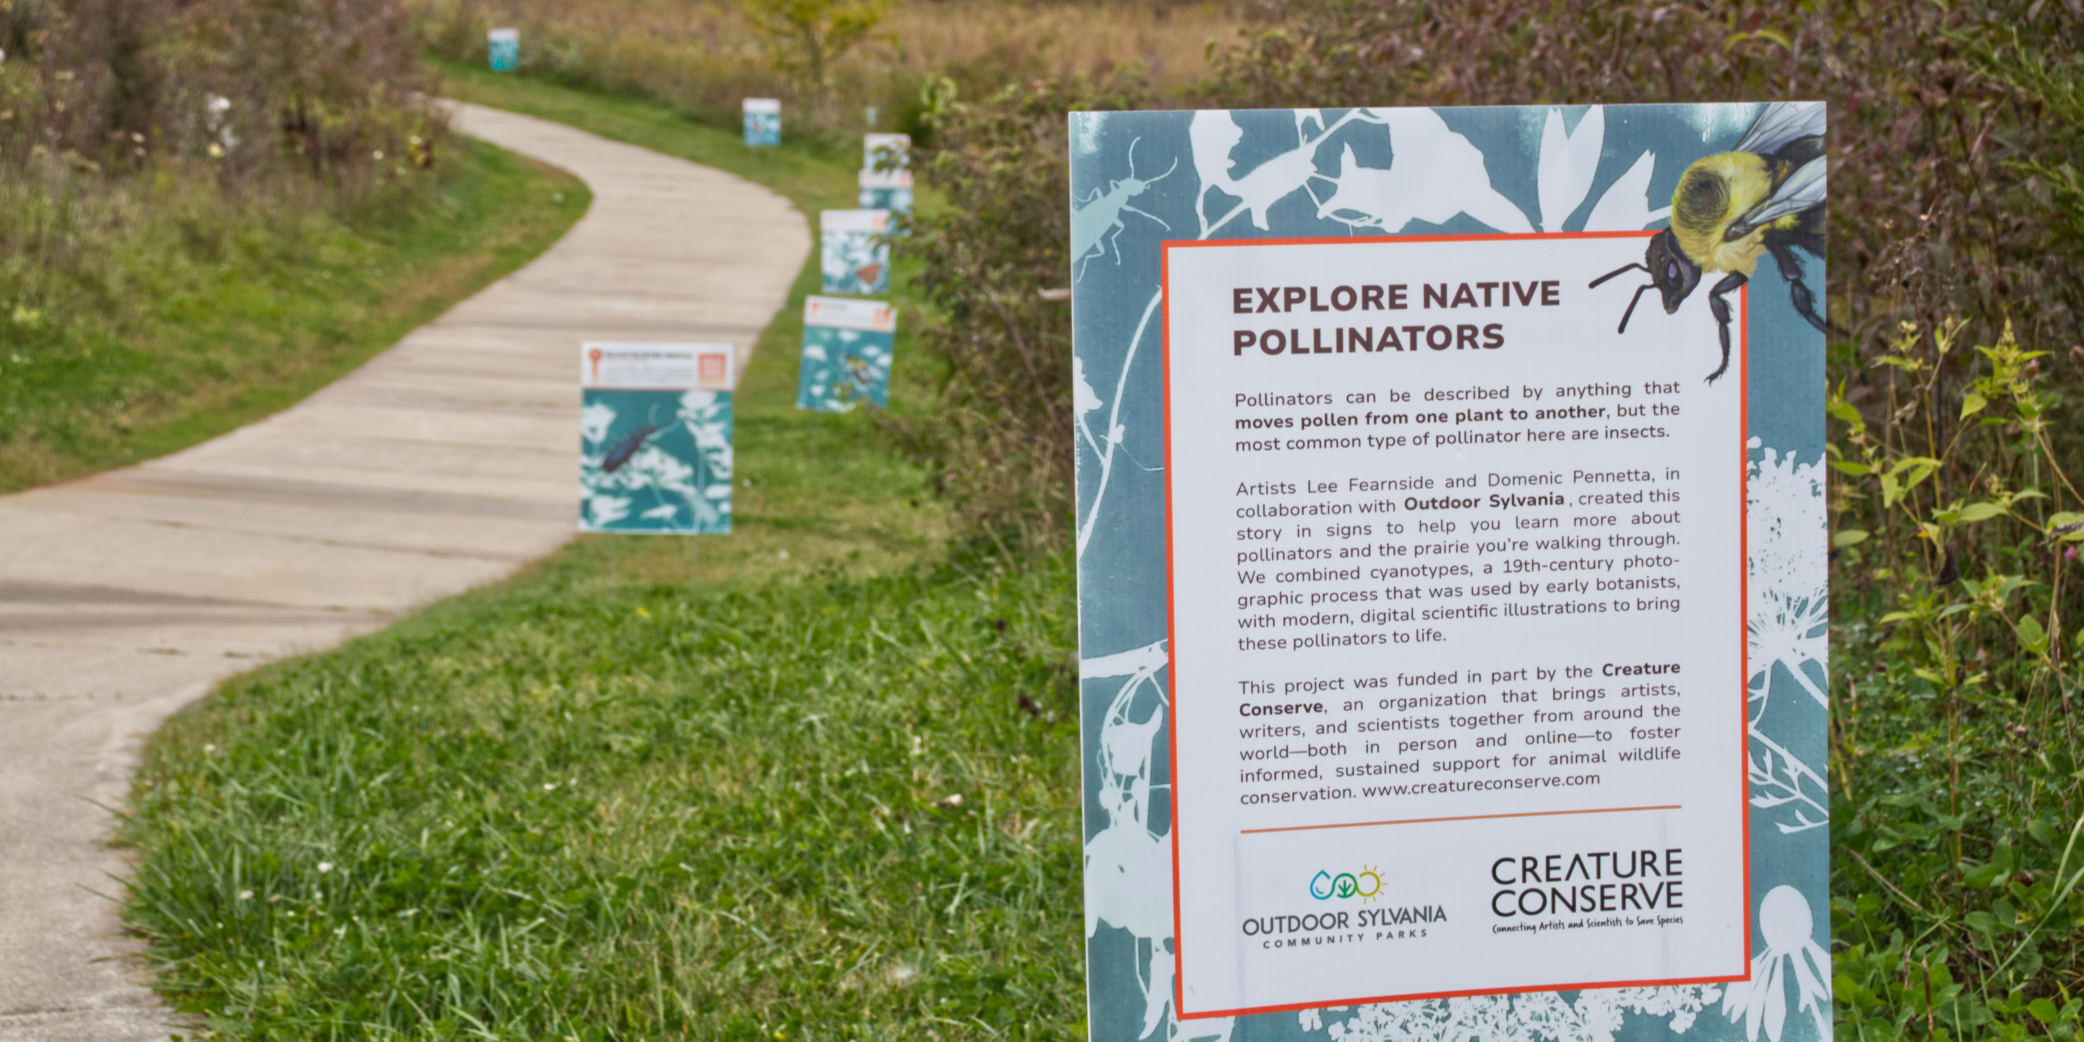 EXPLORE NATIVE
POLLINATORS
Pollinators can be described by anything that
moves pollen from one plant to another, but the
most common type of pollinator here are insects.
Artists Lee Fearnside and Domenic Pennetta, in
collaboration with Outdoor Sylvania, created this
story in signs to help you learn more about
pollinators and the prairie you're walking through.
We combined cyanotypes, a 19th-century photo-
graphic process that was used by early botanists,
with modern, digital scientific illustrations to bring
these pollinators to life.
This project was funded in part by the Creature
Conserve, an organization that brings artists,
writers, and scientists together from around the
world—both in person and online—to foster
informed, sustained support for animal wildlife
conservation. www.creatureconserve.com
OUTDOOR SYLVANIA
COMMUNITY PARKS
CREATURE
CONSERVE
Connecting Artists and Scientists to Save Species